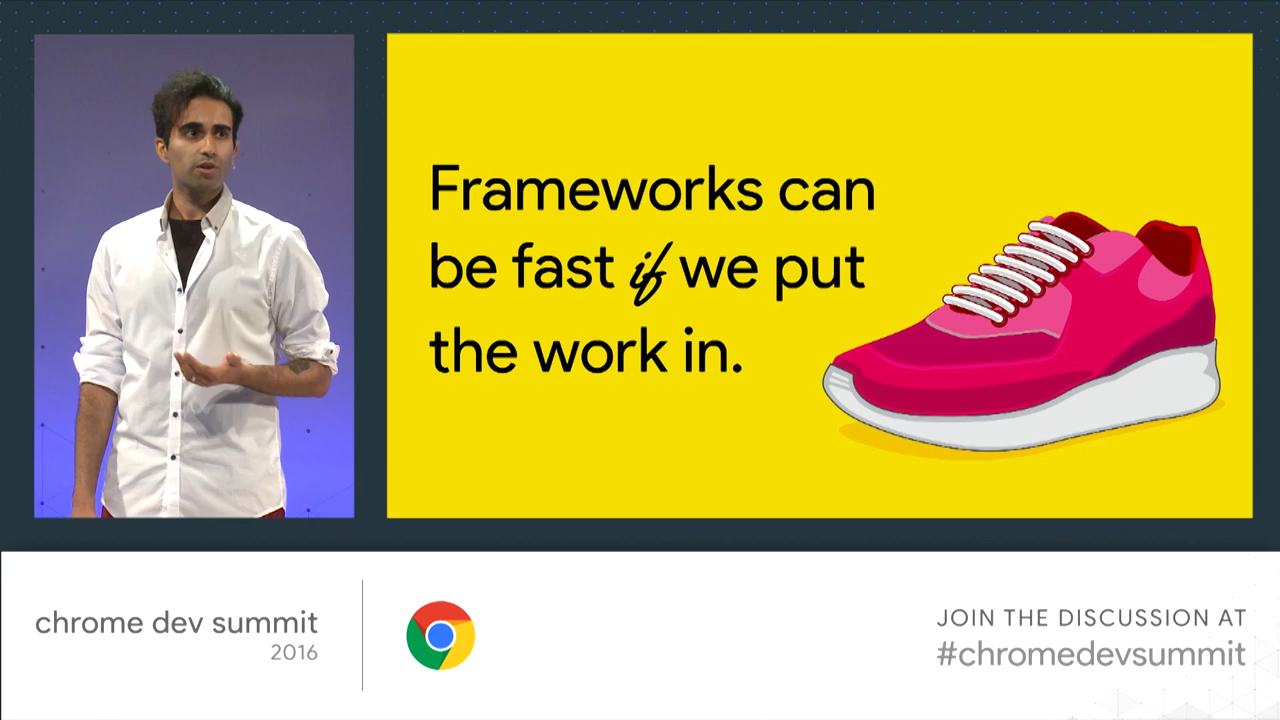 Frameworks can
be fast if we put
the work in.
chrome dev summit
2016
JOIN THE DISCUSSION AT
#chromedevsummit